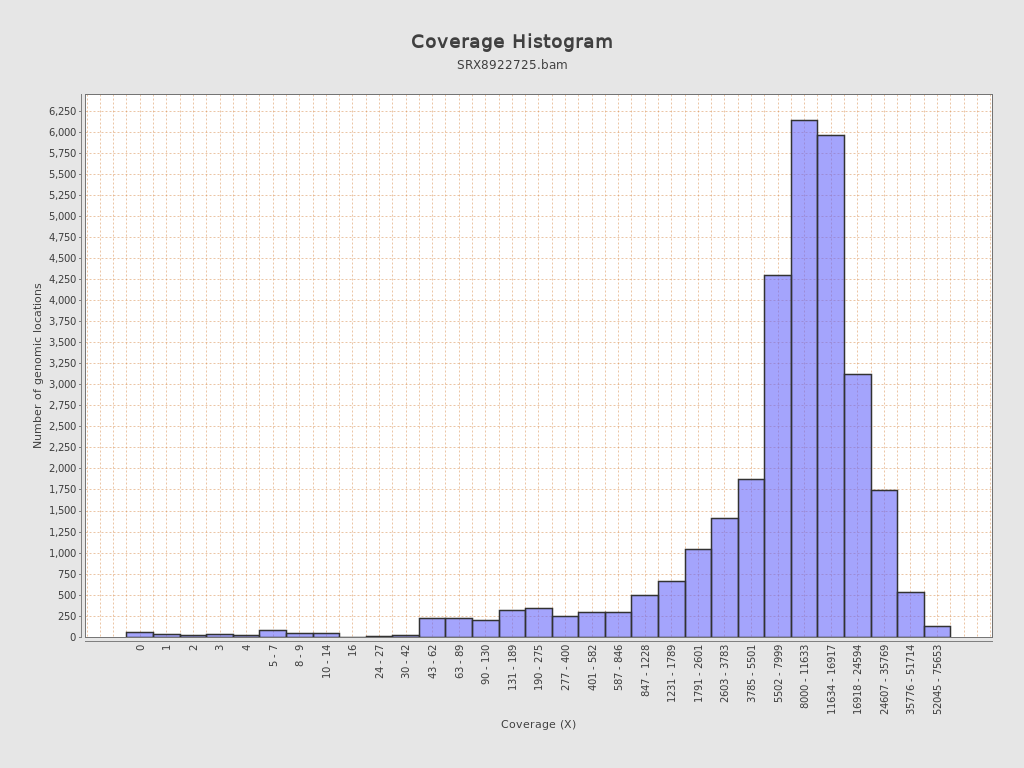 Coverage Histogram
SRX8922725.bam
Number of genomic locations
6,250
6,000
5,750
5,500
5,250
5,000
4,750
4,500
4,250
4,000
3,750
3,500
3,250
3,000
2,750
2,500
2,250
2,000
1,750
1,500
1,250
1,000
750
500
250
0
0
1
2
3
4
5 - 7
8 - 9
10 - 14
16
24 - 27
30 - 42
43 - 62
63 - 89
90 - 130
131 - 189
190 - 275
277 - 400
401 - 582
587 - 846
847 - 1228
1231 - 1789
1791 - 2601
2603 - 3783
3785 - 5501
5502 - 7999
8000 - 11633
11634 - 16917
16918 - 24594
24607 - 35769
35776 - 51714
52045 - 75653
Coverage (X)